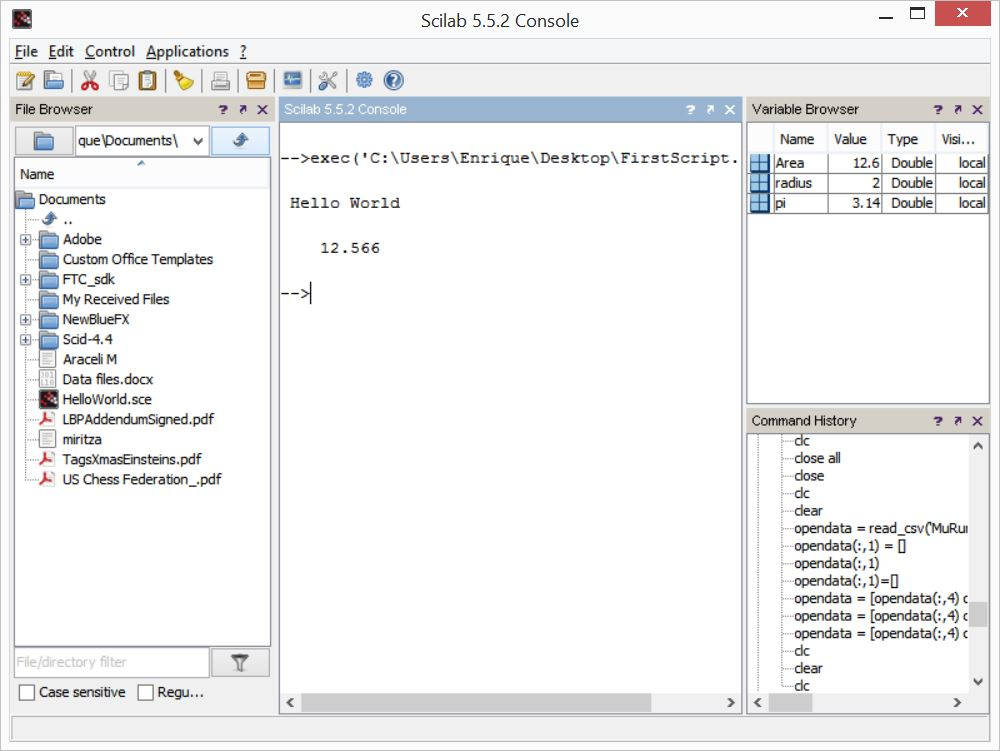 Scilab 5.5.2 Console
File Edit Control Applications ?
File Browser
que\Documents\
Name
Documents
..
Adobe
Custom Office Templates
FTC_sdk
My Received Files
NewBlueFX
Scid-4.4
Araceli M
Data files.docx
HelloWorld.sce
LBPAddendumSigned.pdf
miritza
TagsXmasEinsteins.pdf
US Chess Federation_.pdf
File/directory filter
Case sensitive Regu...
Scilab 5.5.2 Console
-->exec('C:\Users\Enrique\Desktop\FirstScript.
Hello World
12.566
-->
Variable Browser
Name Value Type Visi...
Area 12.6 Double local
radius 2 Double local
pi 3.14 Double local
Command History
clc
close all
close
clc
clear
opendata = read_csv('MuRu
opendata(:,1) = []
opendata(:,1)
opendata(:,1)=[]
opendata = [opendata(:,4) o
opendata = [opendata(:,4) o
opendata = [opendata(:,4) o
clc
clear
clc